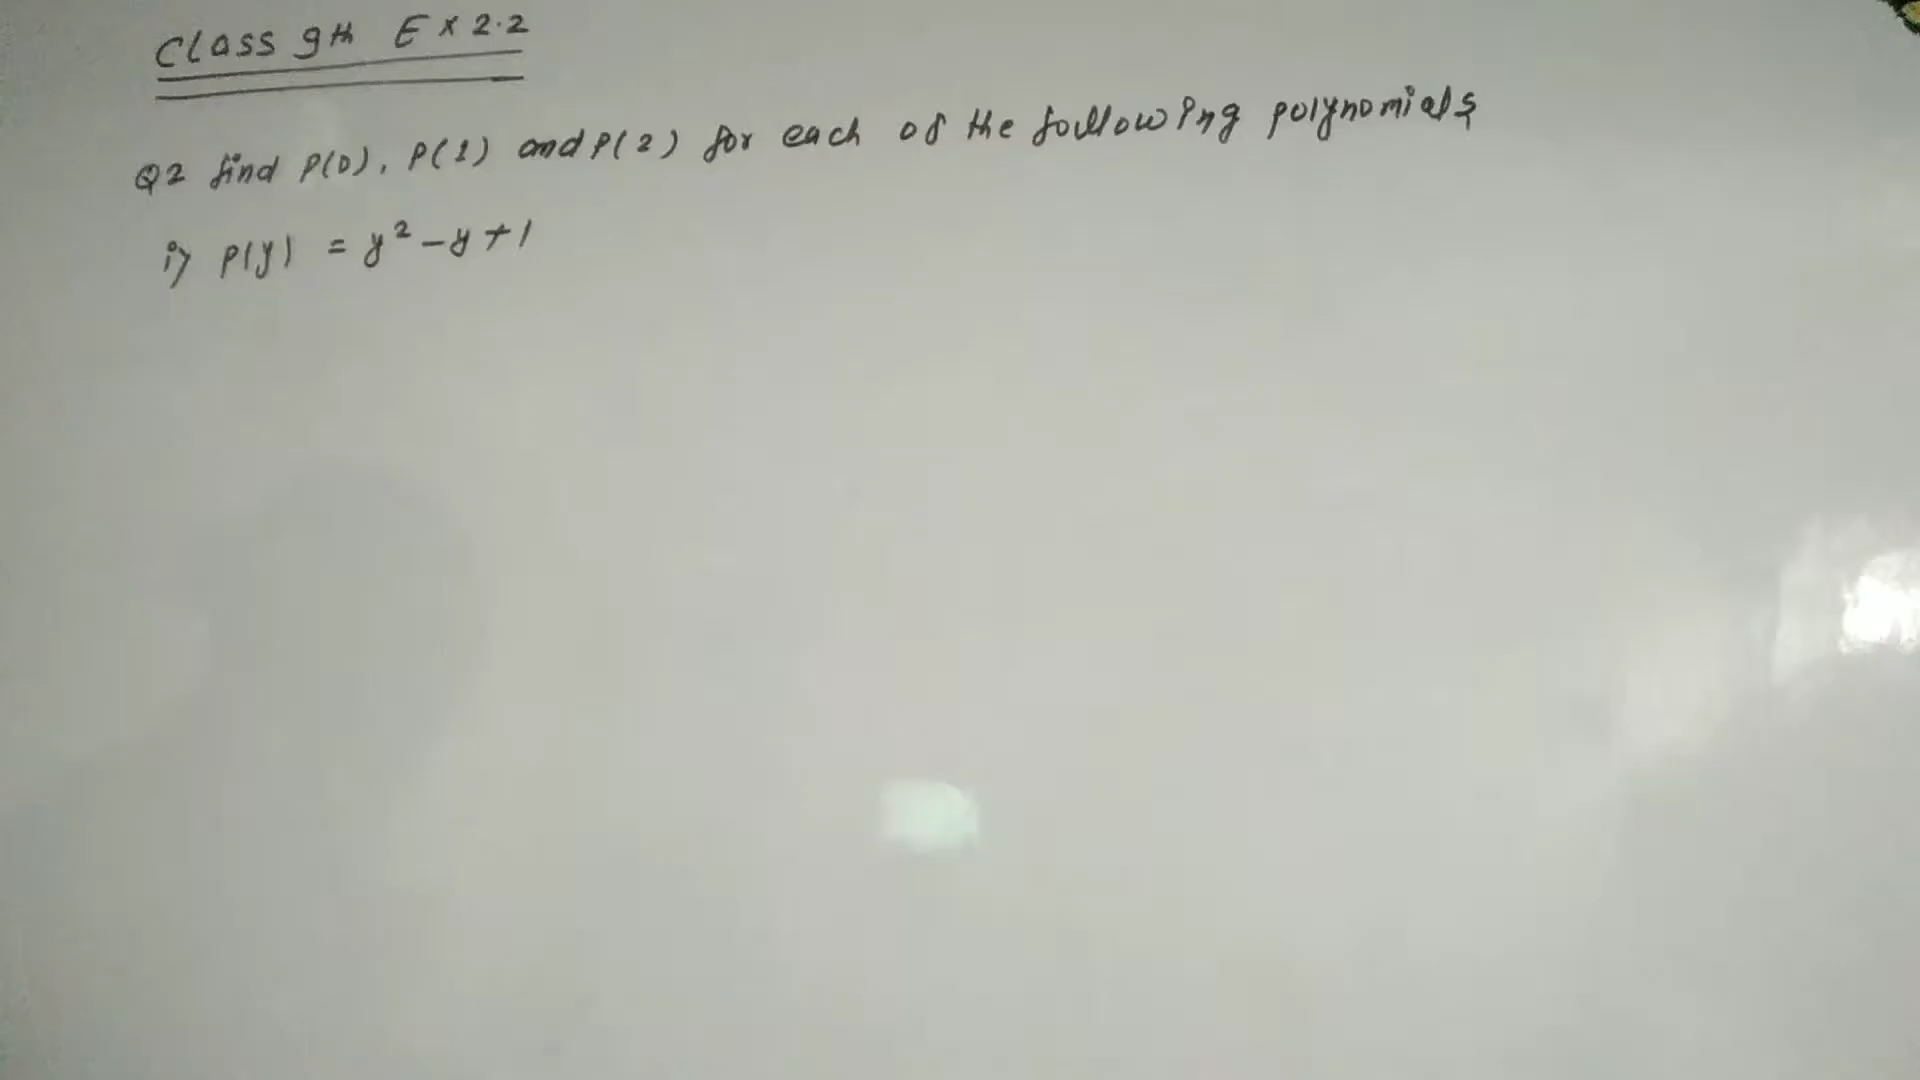 Class 9th Ex 2.2
Q2 find P(0), P(1) and P(2) for each of the following polynomials
i) P(y) = y² - y + 1